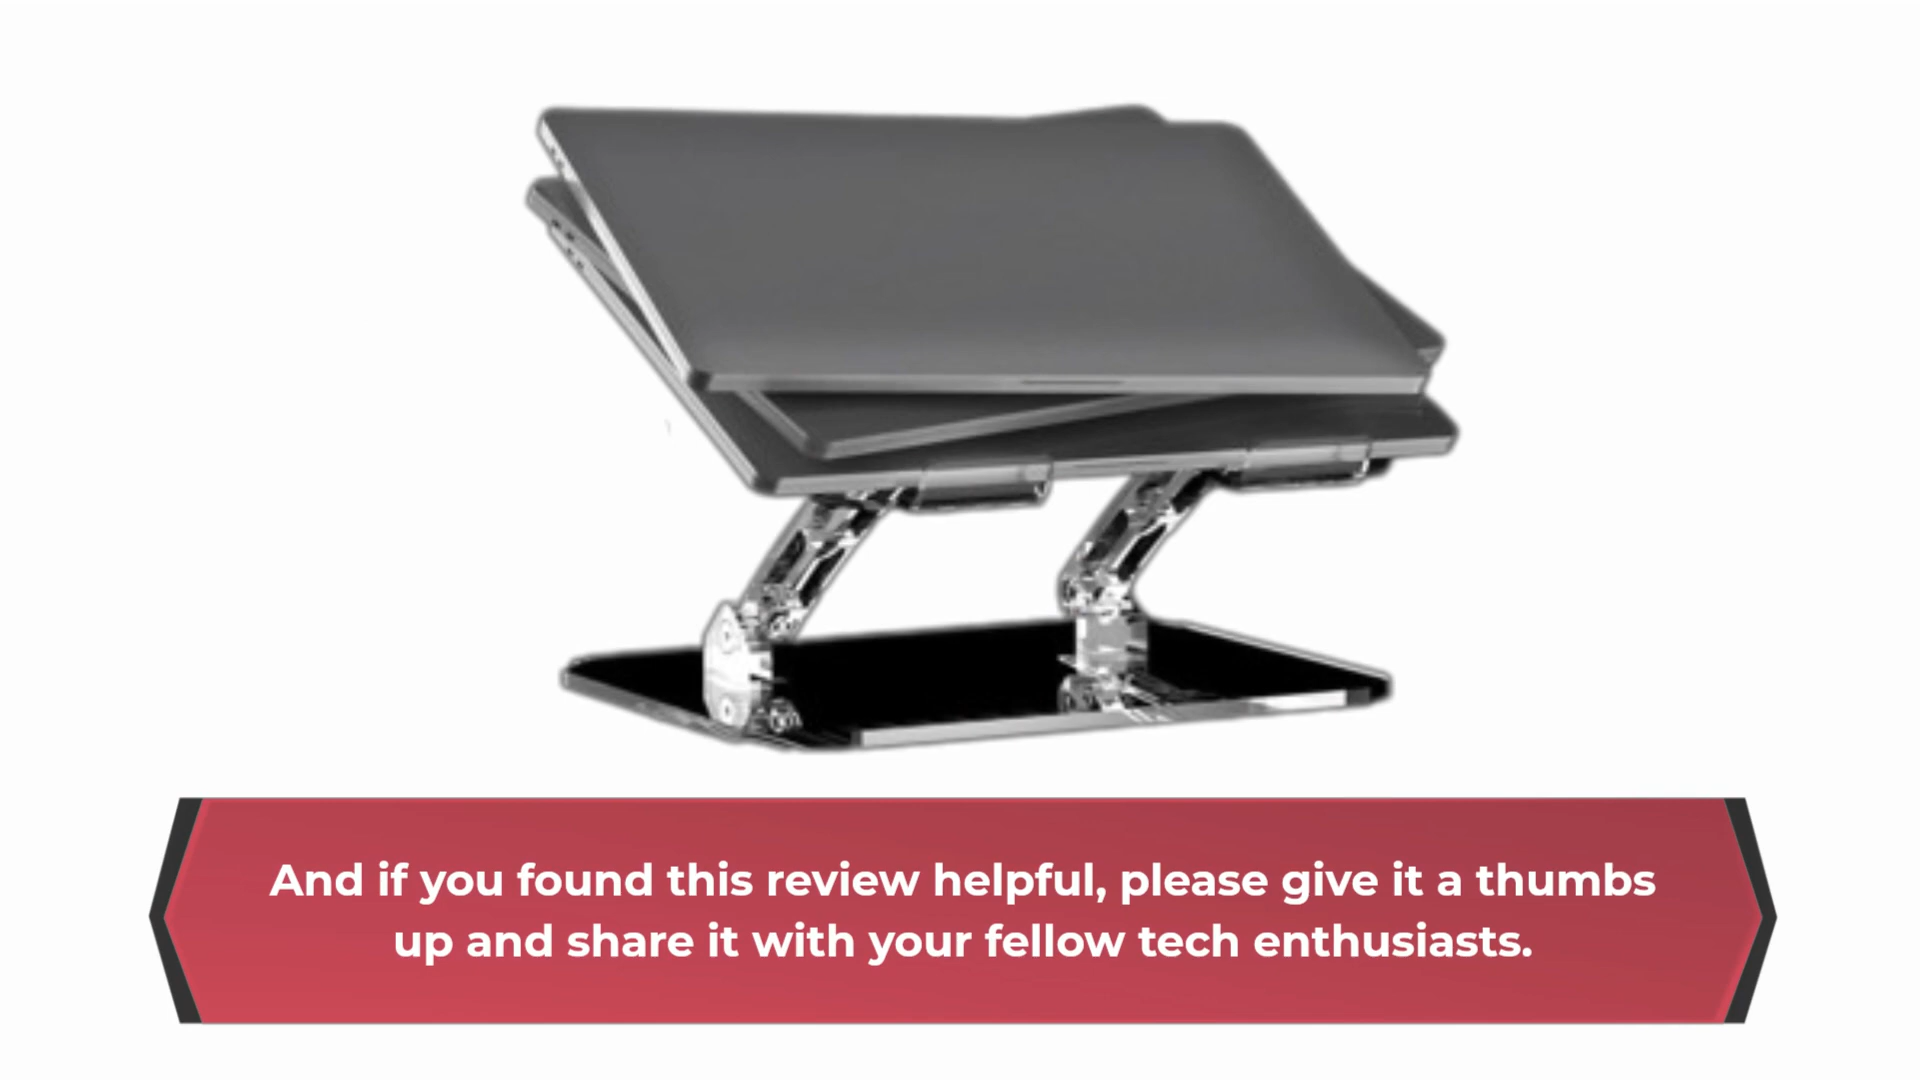 And if you found this review helpful, please give it a thumbs
up and share it with your fellow tech enthusiasts.